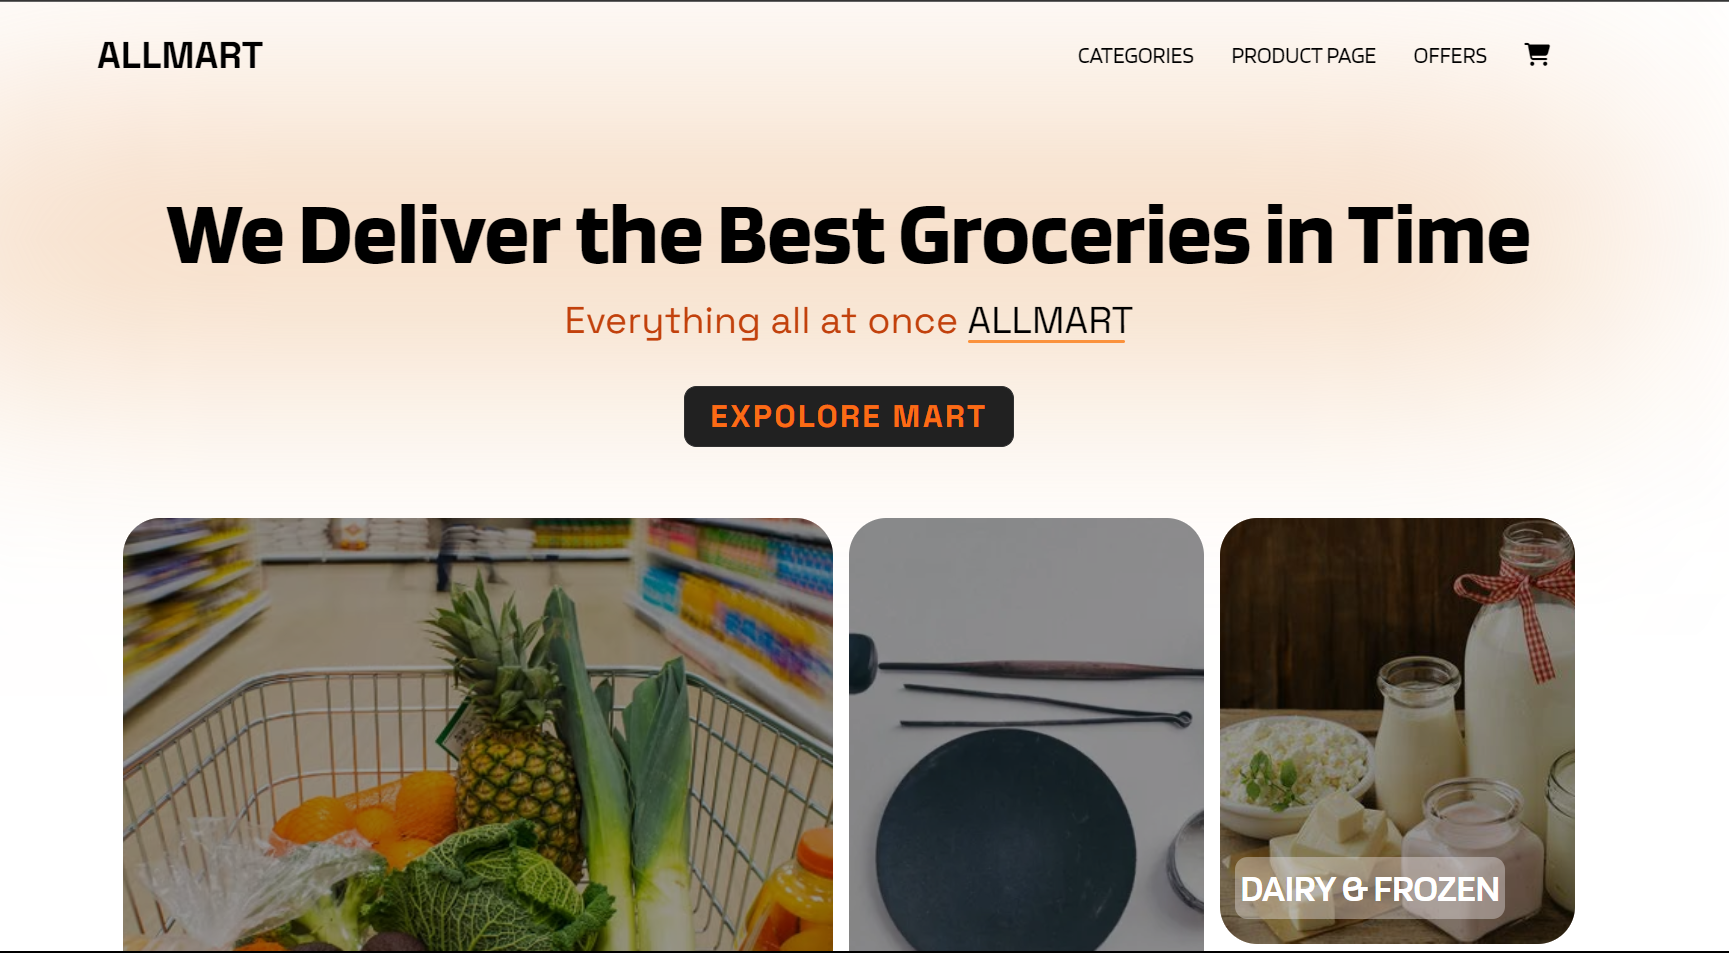 ALLMART
CATEGORIES PRODUCT PAGE OFFERS
We Deliver the Best Groceries in Time
Everything all at once ALLMART
EXPOLORE MART
DAIRY & FROZEN